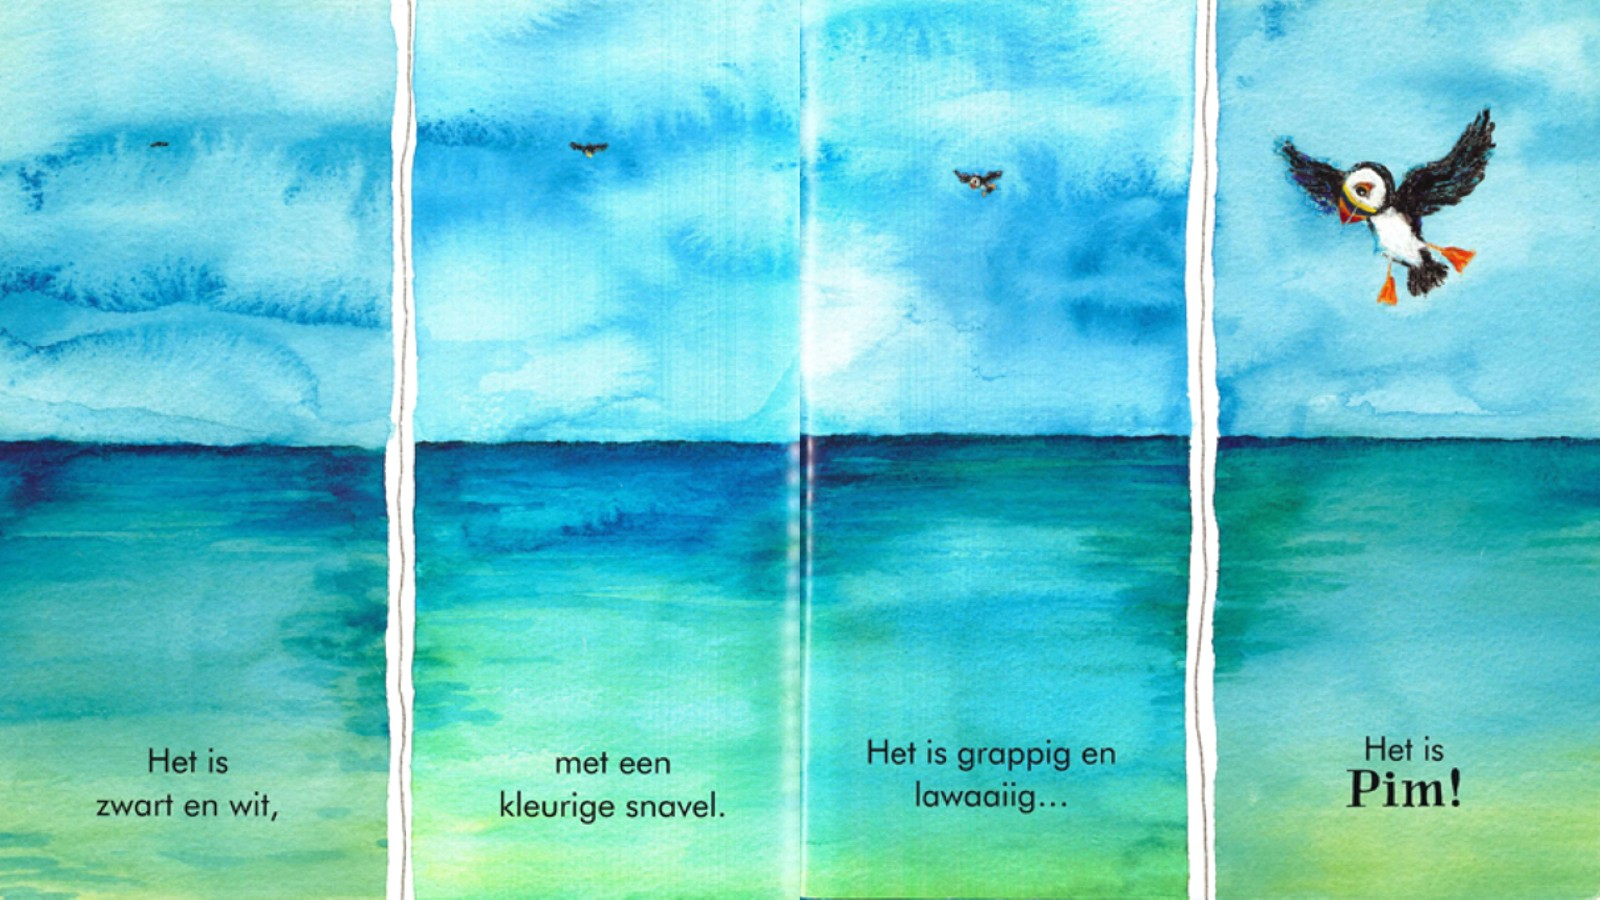 Het is
zwart en wit,
met een
kleurige snavel.
Het is grappig en
lawaaiig...
Het is
Pim!